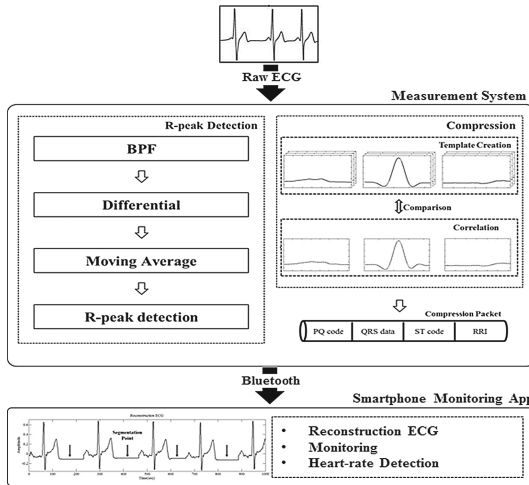 Raw ECG
Measurement System
R-peak Detection
BPF
Differential
Moving Average
R-peak detection
Compression
Template Creation
Comparison
Correlation
Compression Packet
PQ code
QRS data
ST code
RRI
Bluetooth
Smartphone Monitoring App
Reconstruction ECG
Segmentation
Point
Amplitude
• Reconstruction ECG
• Monitoring
• Heart-rate Detection